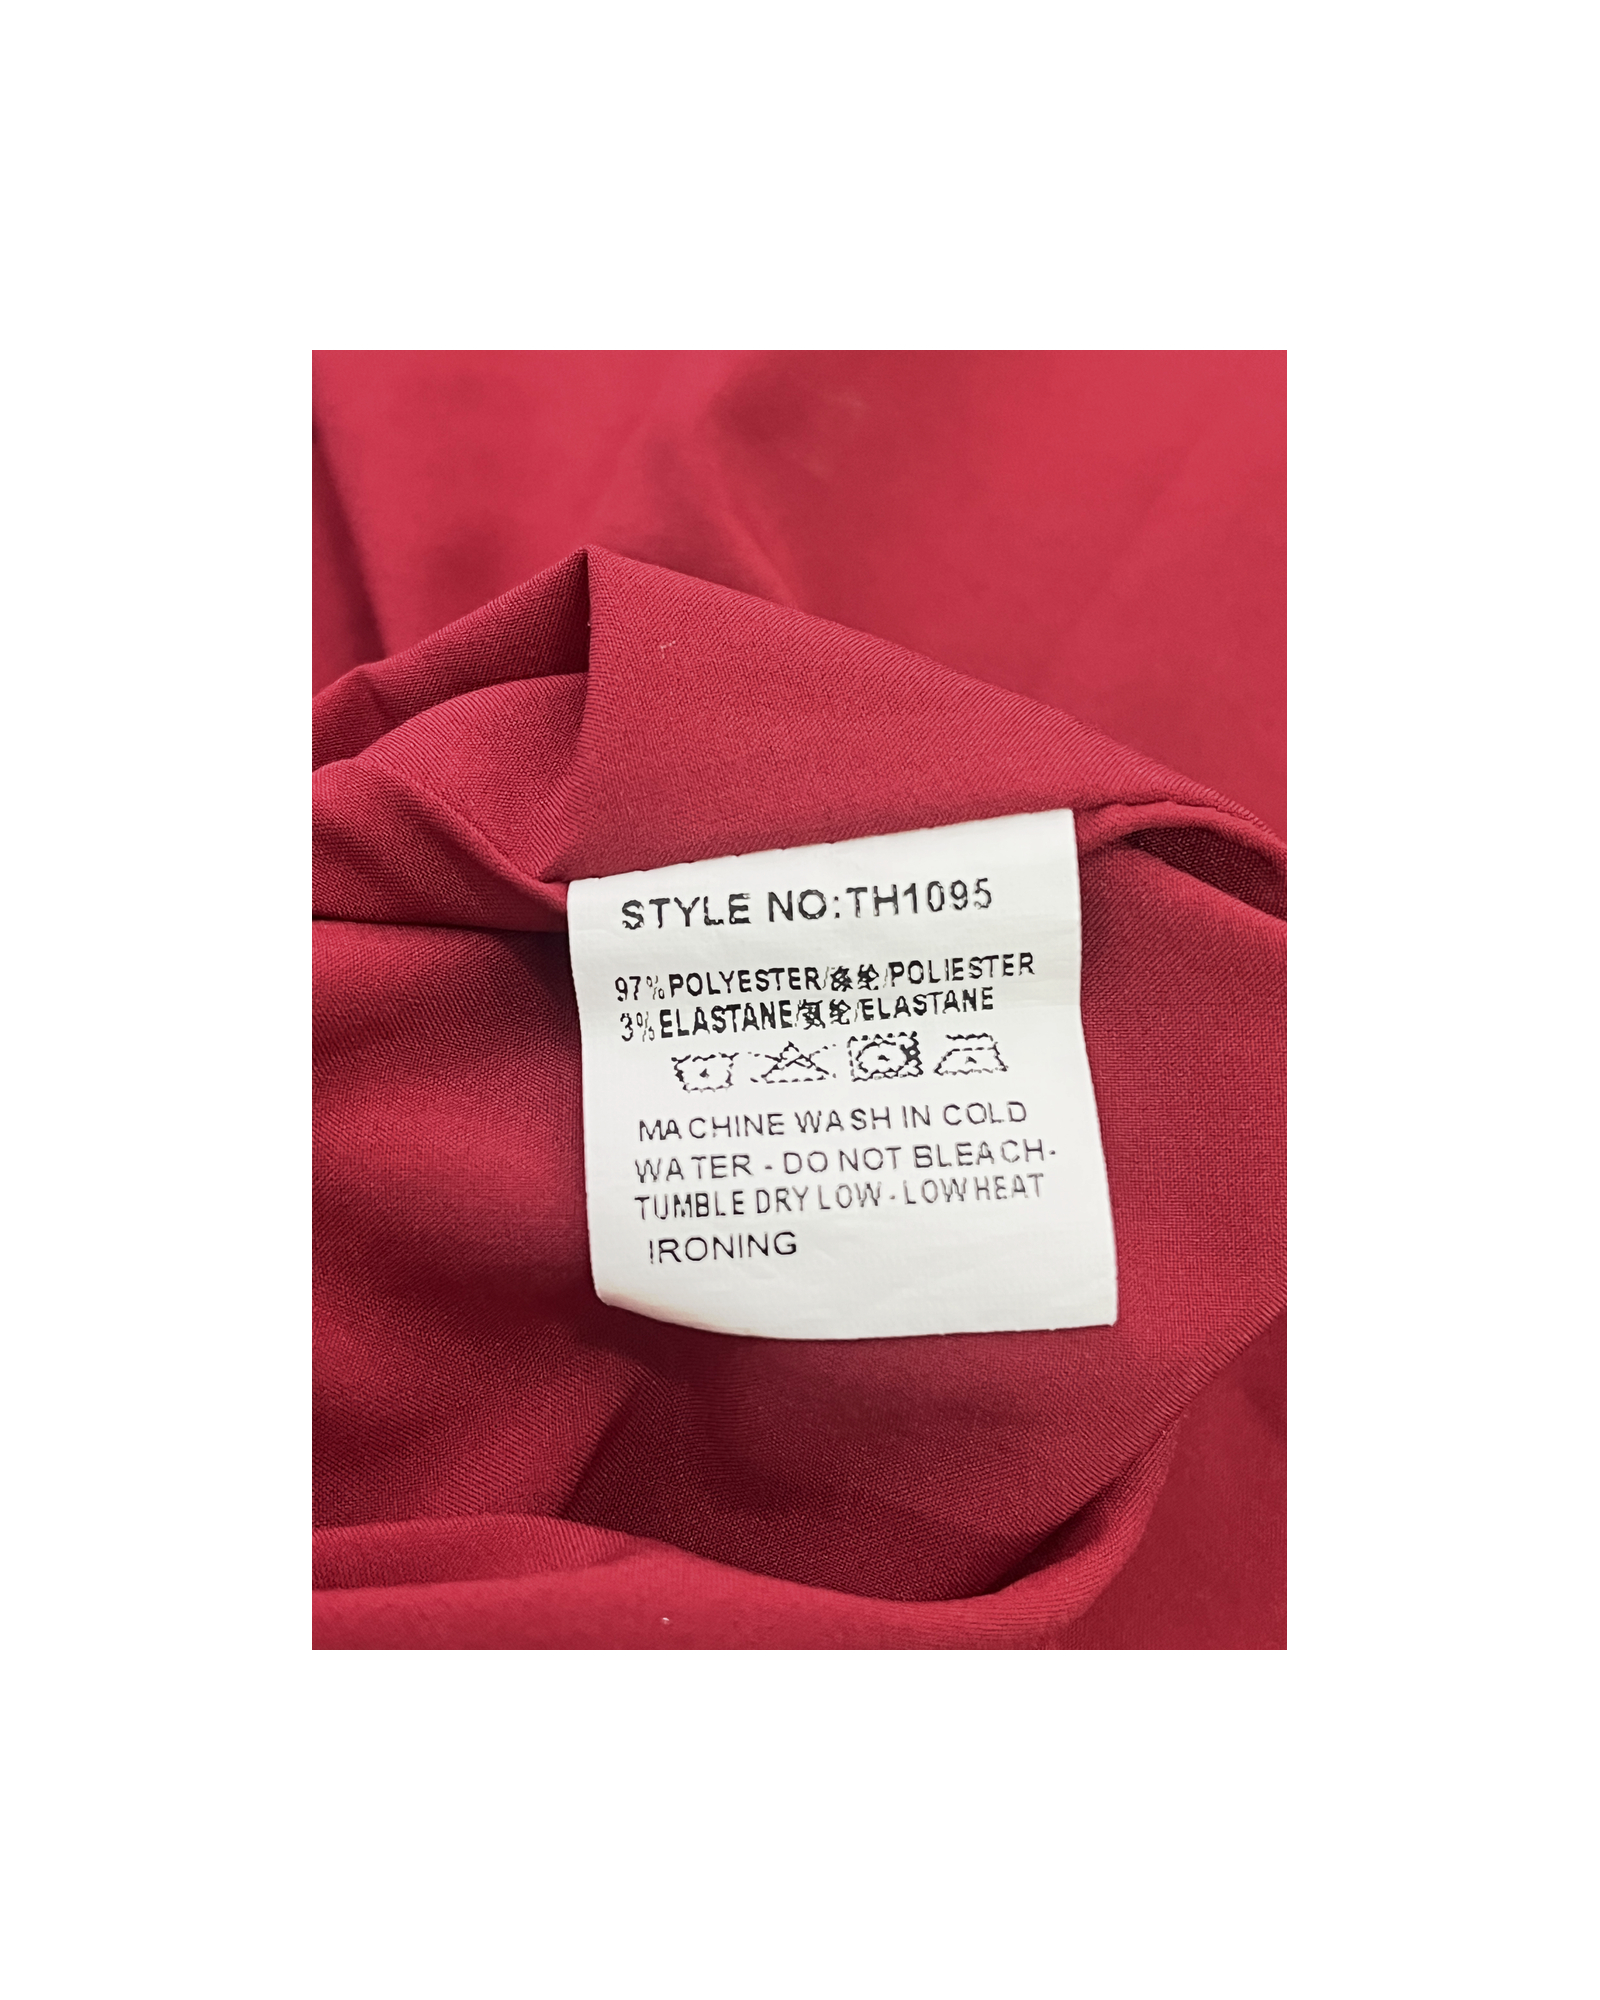 STYLE NO:TH1095
97%POLYESTER/涤纶/POLIESTER
3%ELASTANE/氨纶/ELASTANE
MACHINE WASH IN COLD
WATER - DO NOT BLEACH-
TUMBLE DRY LOW - LOW HEAT
IRONING